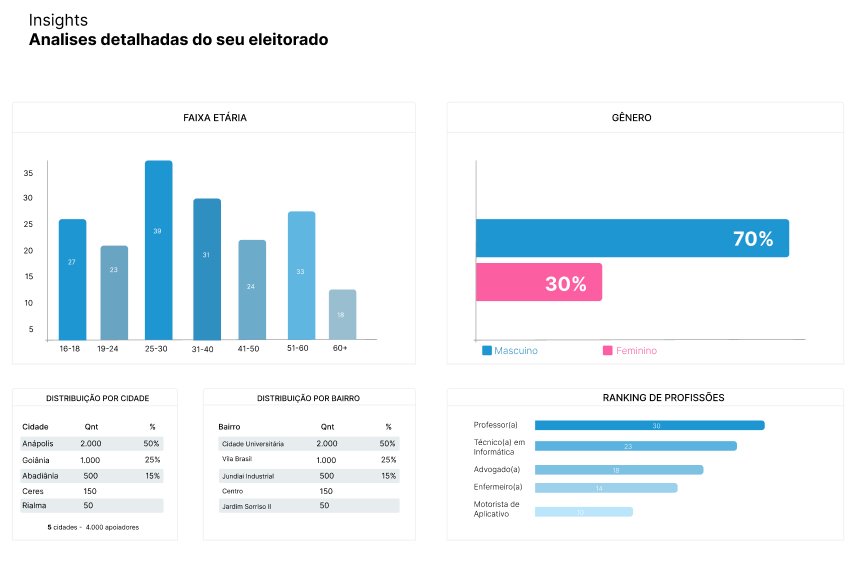 Insights
Analises detalhadas do seu eleitorado
FAIXA ETÁRIA
35
30
25
20
15
10
5
27
23
39
31
24
33
18
16-18 19-24 25-30 31-40 41-50 51-60 60+
GÊNERO
70%
30%
Mascuino Feminino
DISTRIBUIÇÃO POR CIDADE
Cidade Qnt %
Anápolis 2.000 50%
Goiânia 1.000 25%
Abadiânia 500 15%
Ceres 150
Rialma 50
5 cidades - 4.000 apoiadores
DISTRIBUIÇÃO POR BAIRRO
Bairro Qnt %
Cidade Universitária 2.000 50%
Vila Brasil 1.000 25%
Jundiai Industrial 500 15%
Centro 150
Jardim Sorriso II 50
RANKING DE PROFISSÕES
Professor(a) 30
Técnico(a) em
Informática 23
Advogado(a) 18
Enfermeiro(a) 14
Motorista de
Aplicativo